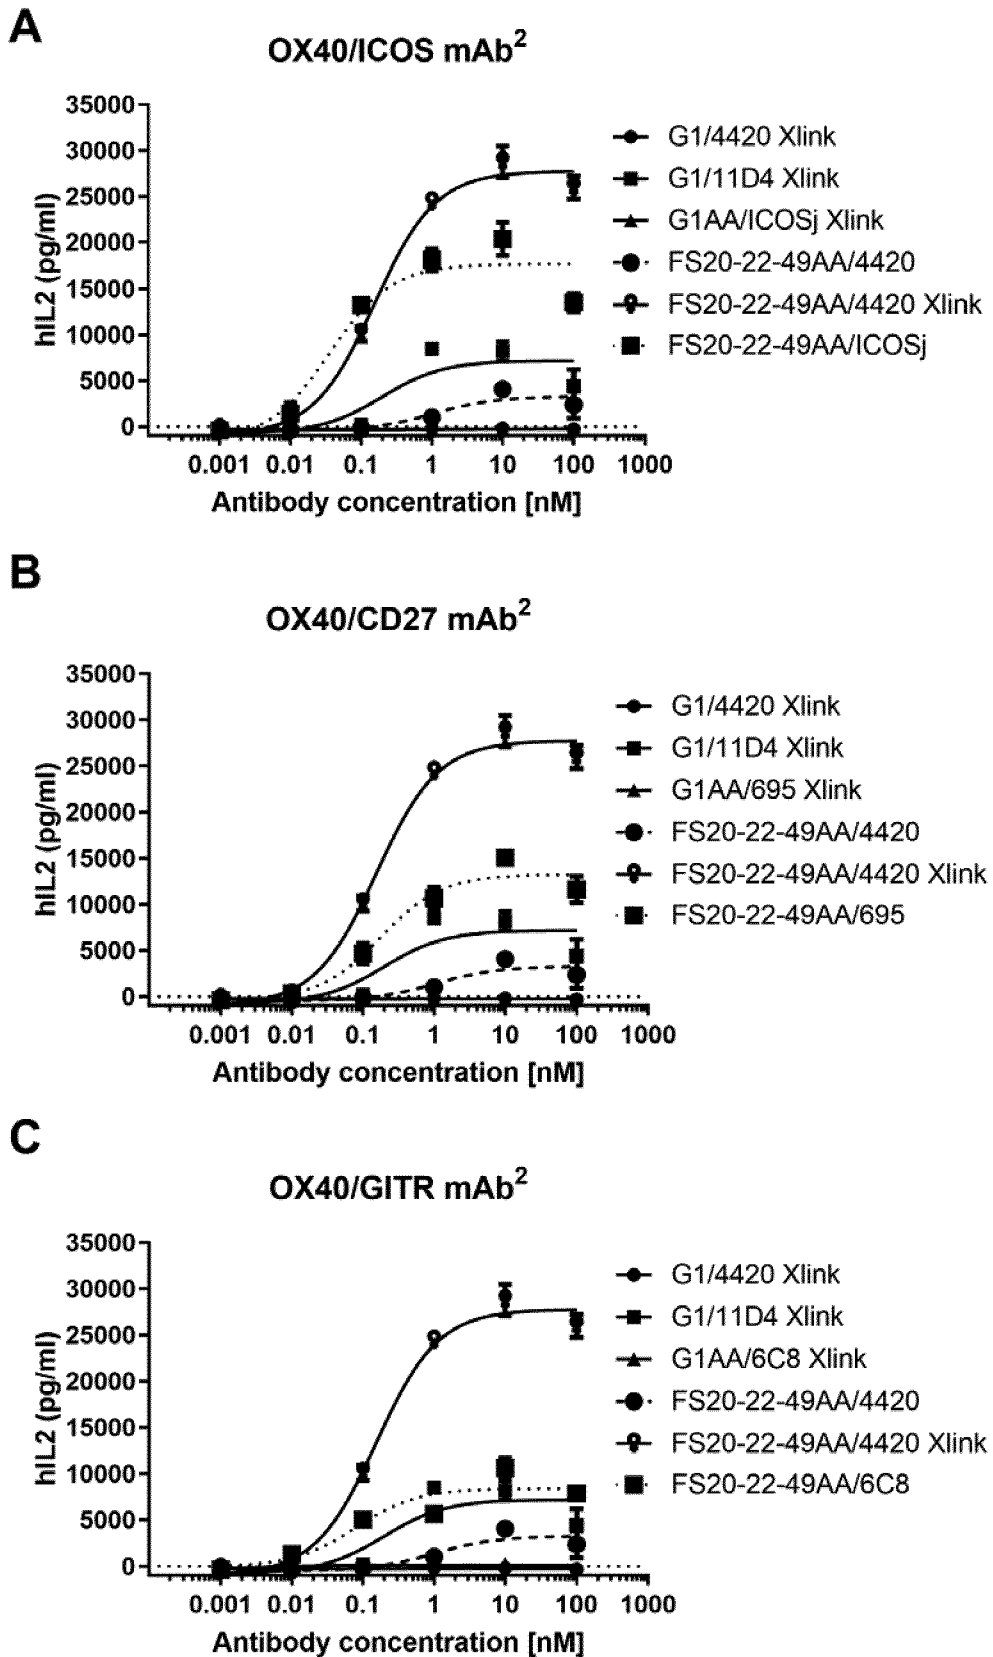 A
OX40/ICOS mAb2
35000
30000
25000
20000
15000
10000
5000
0
hIL2 (pg/ml)
0.001 0.01 0.1 1 10 100 1000
Antibody concentration [nM]
G1/4420 Xlink
G1/11D4 Xlink
G1AA/ICOSj Xlink
FS20-22-49AA/4420
FS20-22-49AA/4420 Xlink
FS20-22-49AA/ICOSj
B
OX40/CD27 mAb2
35000
30000
25000
20000
15000
10000
5000
0
hIL2 (pg/ml)
0.001 0.01 0.1 1 10 100 1000
Antibody concentration [nM]
G1/4420 Xlink
G1/11D4 Xlink
G1AA/695 Xlink
FS20-22-49AA/4420
FS20-22-49AA/4420 Xlink
FS20-22-49AA/695
C
OX40/GITR mAb2
35000
30000
25000
20000
15000
10000
5000
0
hIL2 (pg/ml)
0.001 0.01 0.1 1 10 100 1000
Antibody concentration [nM]
G1/4420 Xlink
G1/11D4 Xlink
G1AA/6C8 Xlink
FS20-22-49AA/4420
FS20-22-49AA/4420 Xlink
FS20-22-49AA/6C8